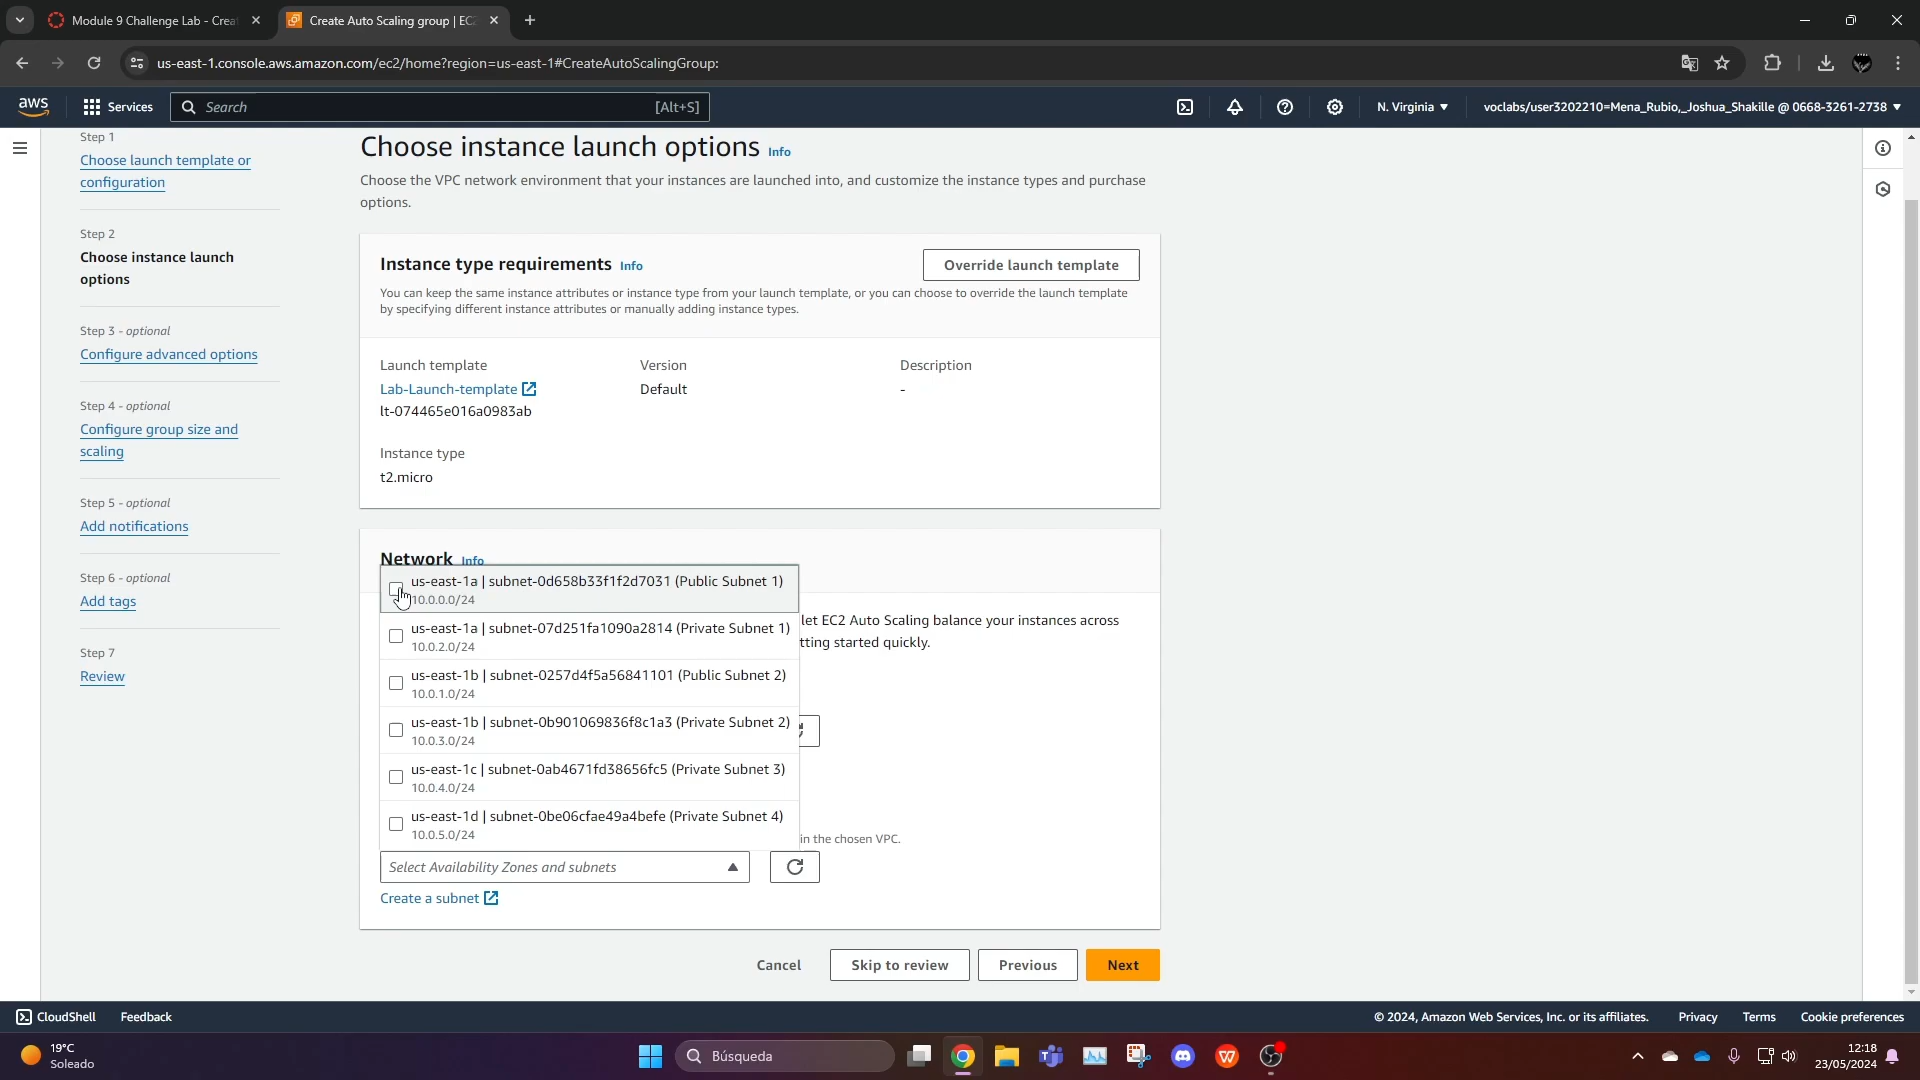 Module 9 Challenge Lab - Crea
Create Auto Scaling group | EC2
us-east-1.console.aws.amazon.com/ec2/home?region=us-east-1#CreateAutoScalingGroup:
aws
Services
Search
[Alt+S]
N. Virginia
voclabs/user3202210=Mena_Rubio,_Joshua_Shakille @ 0668-3261-2738
Step 1
Choose launch template or
configuration
Step 2
Choose instance launch
options
Step 3 - optional
Configure advanced options
Step 4 - optional
Configure group size and
scaling
Step 5 - optional
Add notifications
Step 6 - optional
Add tags
Step 7
Review
Choose instance launch options Info
Choose the VPC network environment that your instances are launched into, and customize the instance types and purchase
options.
Instance type requirements Info
Override launch template
You can keep the same instance attributes or instance type from your launch template, or you can choose to override the launch template
by specifying different instance attributes or manually adding instance types.
Launch template
Version
Description
Lab-Launch-template
Default
-
lt-074465e016a0983ab
Instance type
t2.micro
Network Info
us-east-1a | subnet-0d658b33f1f2d7031 (Public Subnet 1)
10.0.0.0/24
us-east-1a | subnet-07d251fa1090a2814 (Private Subnet 1)
10.0.2.0/24
us-east-1b | subnet-0257d4f5a56841101 (Public Subnet 2)
10.0.1.0/24
us-east-1b | subnet-0b901069836f8c1a3 (Private Subnet 2)
10.0.3.0/24
us-east-1c | subnet-0ab4671fd38656fc5 (Private Subnet 3)
10.0.4.0/24
us-east-1d | subnet-0be06cfae49a4befe (Private Subnet 4)
10.0.5.0/24
let EC2 Auto Scaling balance your instances across
tting started quickly.
in the chosen VPC.
Select Availability Zones and subnets
Create a subnet
Cancel
Skip to review
Previous
Next
CloudShell
Feedback
© 2024, Amazon Web Services, Inc. or its affiliates.
Privacy
Terms
Cookie preferences
19°C
Soleado
Búsqueda
12:18
23/05/2024